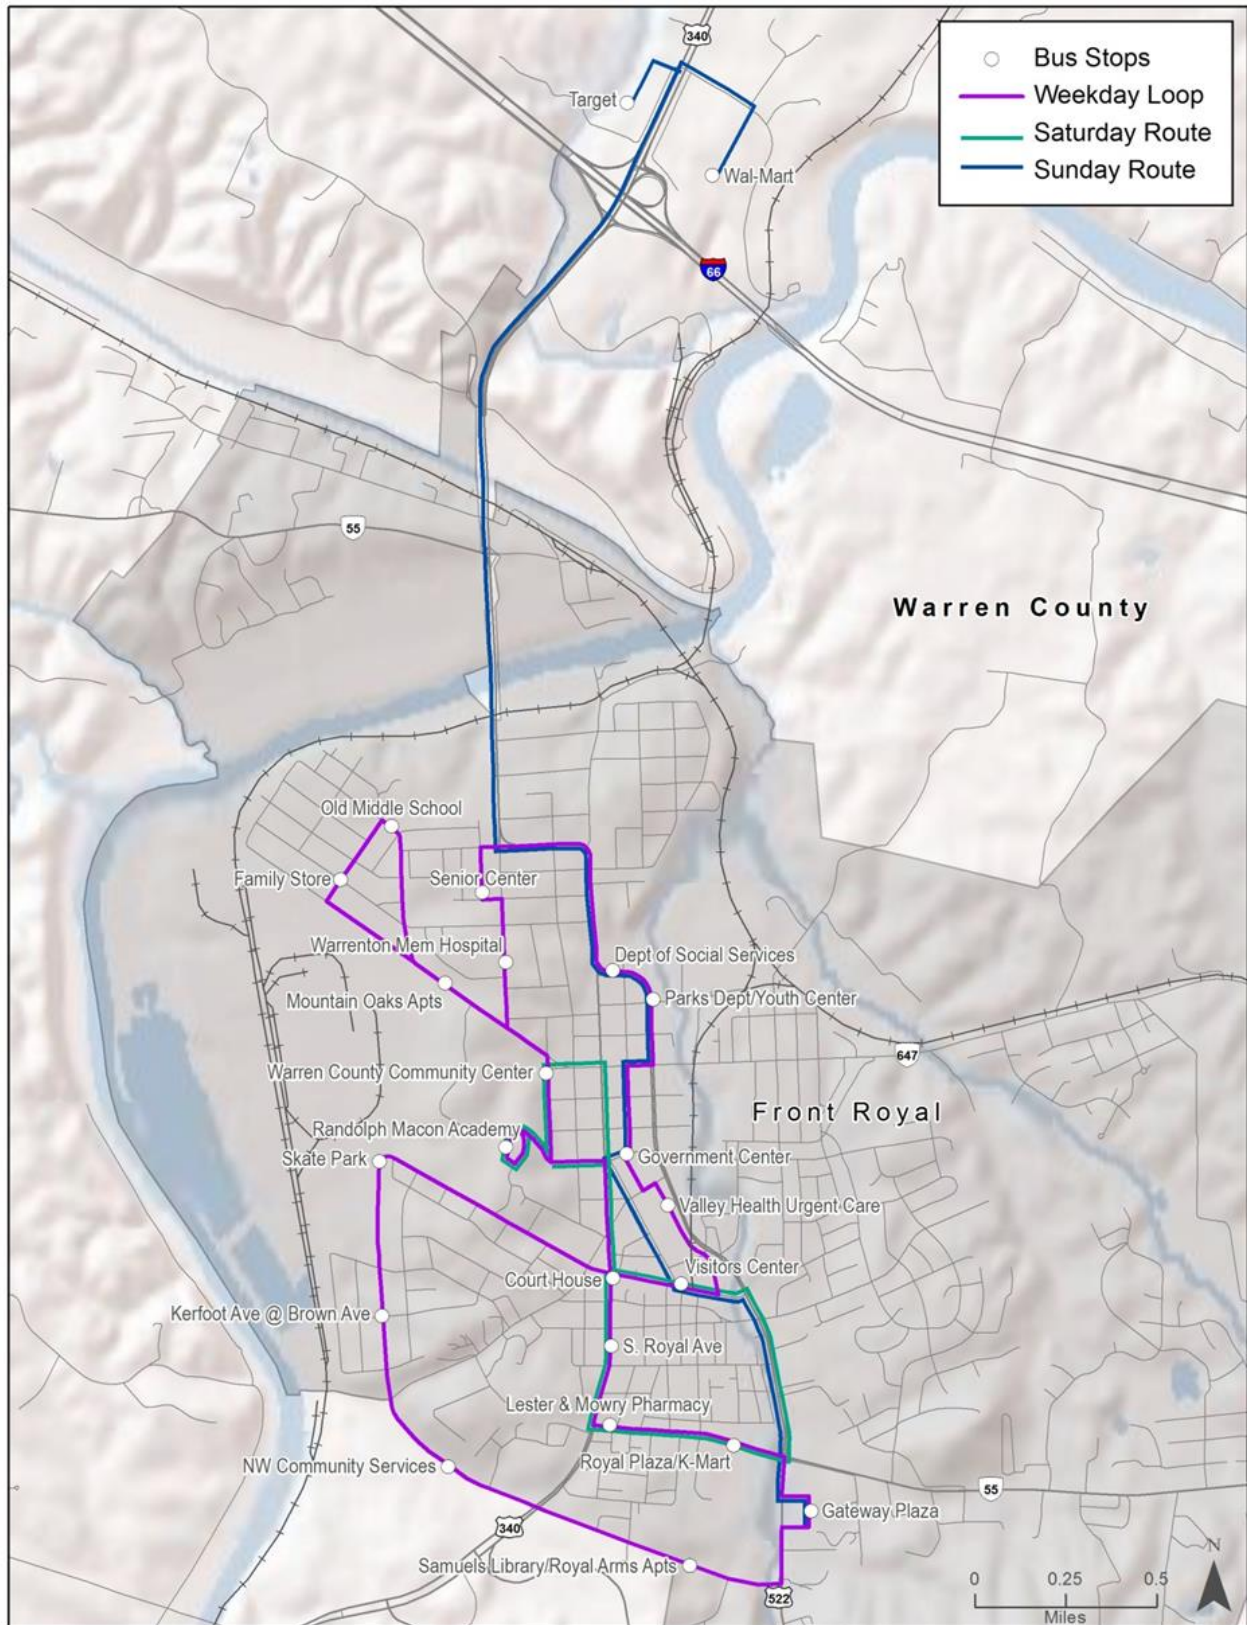 340
Bus Stops
Weekday Loop
Saturday Route
Sunday Route
Target
Wal-Mart
66
55
Warren County
Old Middle School
Family Store
Senior Center
Warrenton Mem Hospital
Dept of Social Services
Mountain Oaks Apts
Parks Dept/Youth Center
647
Warren County Community Center
Front Royal
Randolph Macon Academy
Skate Park
Government Center
Valley Health Urgent Care
Court House
Visitors Center
Kerfoot Ave @ Brown Ave
S. Royal Ave
Lester & Mowry Pharmacy
Royal Plaza/K-Mart
NW Community Services
55
Gateway Plaza
340
Samuels Library/Royal Arms Apts
522
N
0 0.25 0.5
Miles